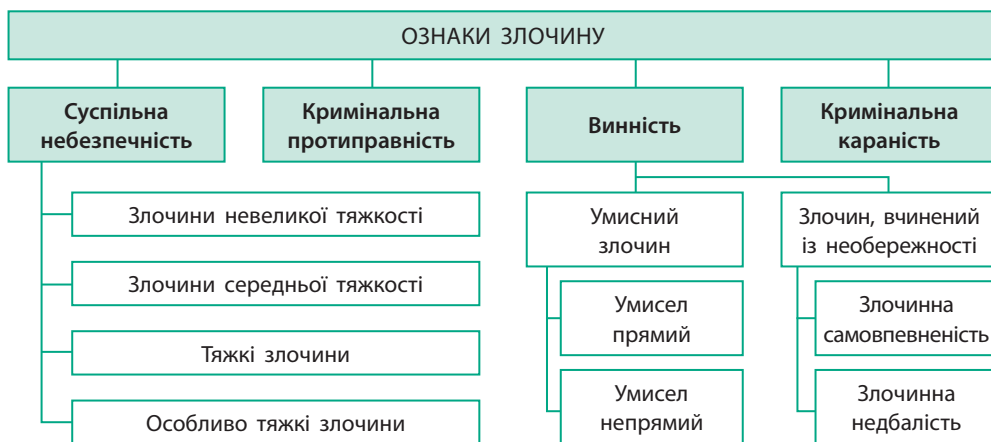 ОЗНАКИ ЗЛОЧИНУ
Суспільна
небезпечність
Кримінальна
протиправність
Винність
Кримінальна
караність
Злочини невеликої тяжкості
Злочини середньої тяжкості
Тяжкі злочини
Особливо тяжкі злочини
Умисний
злочин
Умисел
прямий
Умисел
непрямий
Злочин, вчинений
із необережності
Злочинна
самовпевненість
Злочинна
недбалість